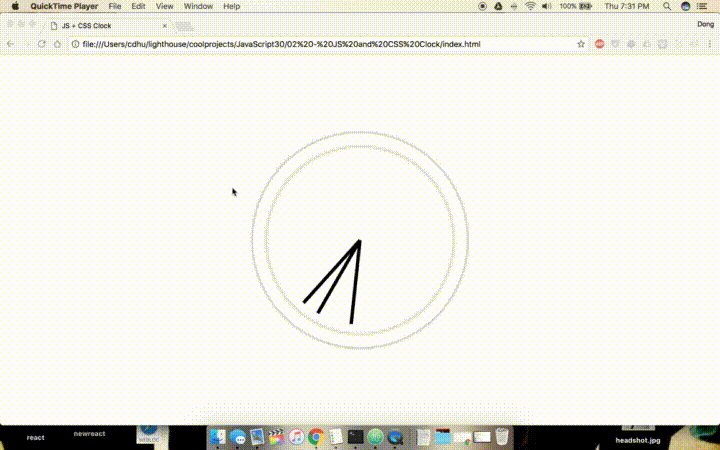 QuickTime Player File Edit View Window Help 100% Thu 7:31 PM
JS + CSS Clock × Dong
file:///Users/cdhu/lighthouse/coolprojects/JavaScript30/02%20-%20JS%20and%20CSS%20Clock/index.html
react newreact headshot.jpg